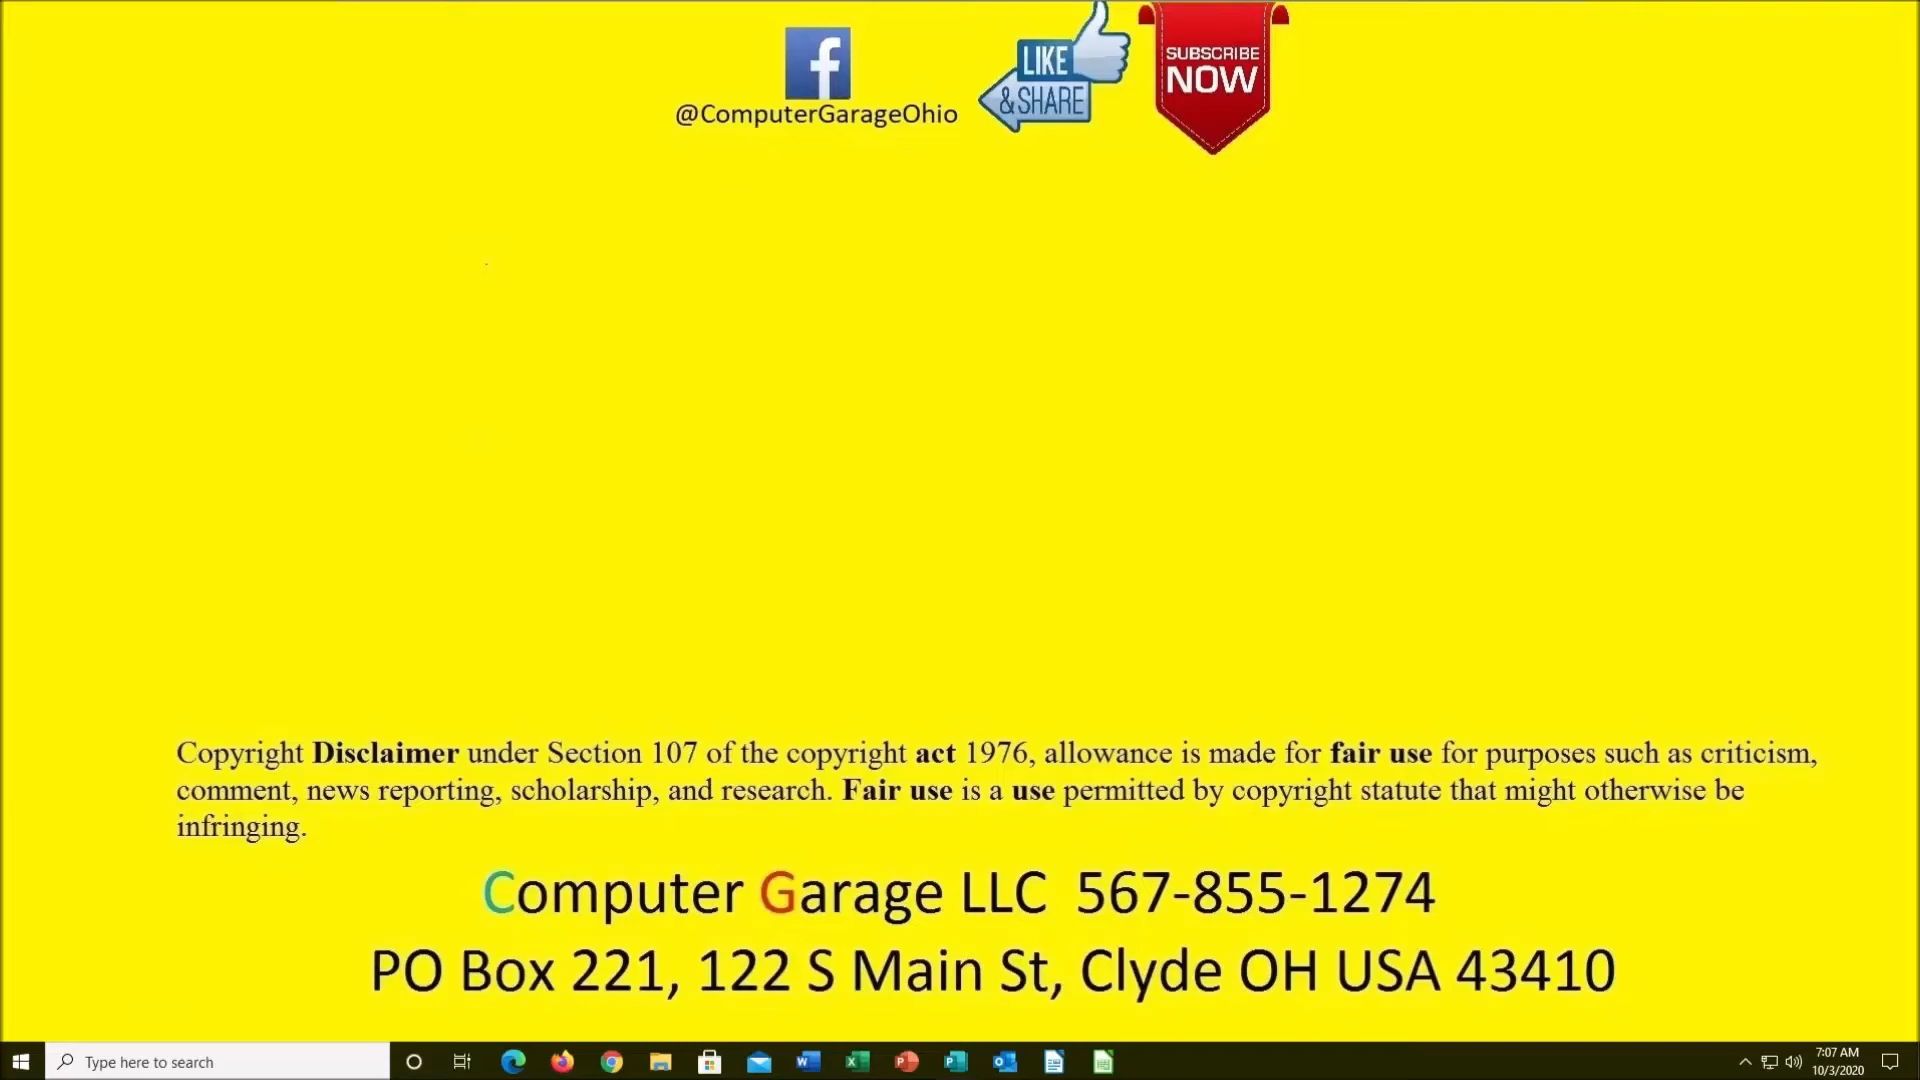 LIKE
& SHARE
SUBSCRIBE
NOW
@ComputerGarageOhio
Copyright Disclaimer under Section 107 of the copyright act 1976, allowance is made for fair use for purposes such as criticism,
comment, news reporting, scholarship, and research. Fair use is a use permitted by copyright statute that might otherwise be
infringing.
Computer Garage LLC 567-855-1274
PO Box 221, 122 S Main St, Clyde OH USA 43410
Type here to search
7:07 AM
10/3/2020